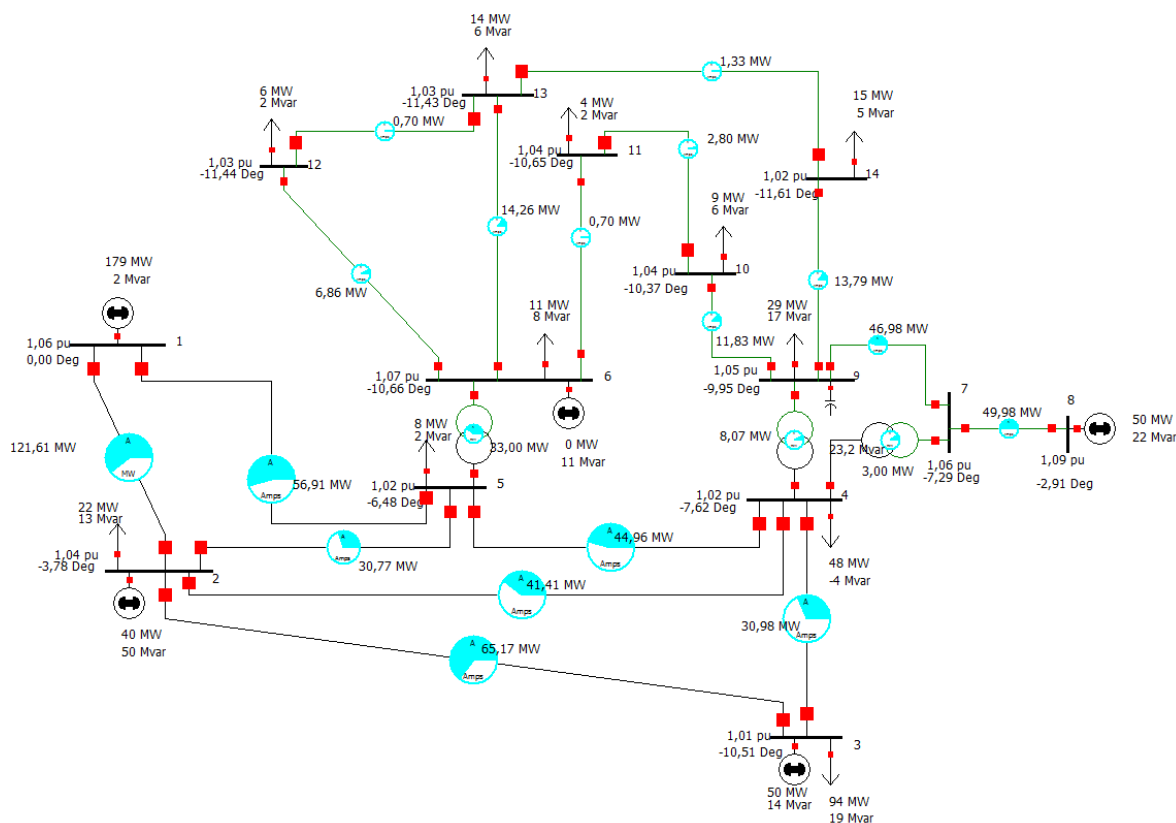 14 MW
6 Mvar
1,03 pu
-11,43 Deg
13
1,33 MW
6 MW
2 Mvar
0,70 MW
1,03 pu
-11,44 Deg
12
4 MW
2 Mvar
1,04 pu
-10,65 Deg
11
2,80 MW
15 MW
5 Mvar
1,02 pu
-11,61 Deg
14
14,26 MW
0,70 MW
9 MW
6 Mvar
1,04 pu
-10,37 Deg
10
6,86 MW
13,79 MW
179 MW
2 Mvar
1,06 pu
0,00 Deg
1
11 MW
8 Mvar
1,07 pu
-10,66 Deg
6
0 MW
11 Mvar
11,83 MW
29 MW
17 Mvar
1,05 pu
-9,95 Deg
9
46,98 MW
7
1,06 pu
-7,29 Deg
49,98 MW
8
50 MW
22 Mvar
1,09 pu
-2,91 Deg
23,2 Mvar
8,07 MW
3,00 MW
121,61 MW
A
MW
A
Amps
56,91 MW
8 MW
2 Mvar
33,00 MW
1,02 pu
-6,48 Deg
5
1,02 pu
-7,62 Deg
4
48 MW
-4 Mvar
22 MW
13 Mvar
1,04 pu
-3,78 Deg
2
40 MW
50 Mvar
A
Amps
30,77 MW
A
Amps
44,96 MW
A
Amps
41,41 MW
A
Amps
30,98 MW
A
Amps
65,17 MW
1,01 pu
-10,51 Deg
3
50 MW
14 Mvar
94 MW
19 Mvar